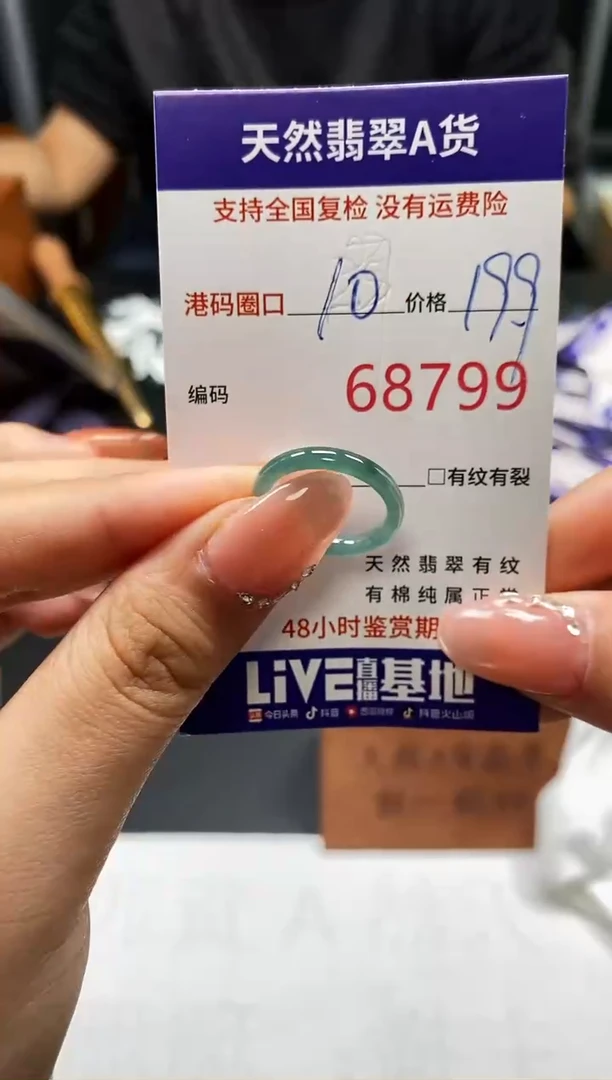 天然翡翠A货
支持全国复检 没有运费险
港码圈口 10 价格 199
编码 68799
□有纹有裂
天然翡翠有纹
有棉纯属正常
48小时鉴赏期
LiVE直播基地
今日头条 抖音 西瓜视频 抖音火山版